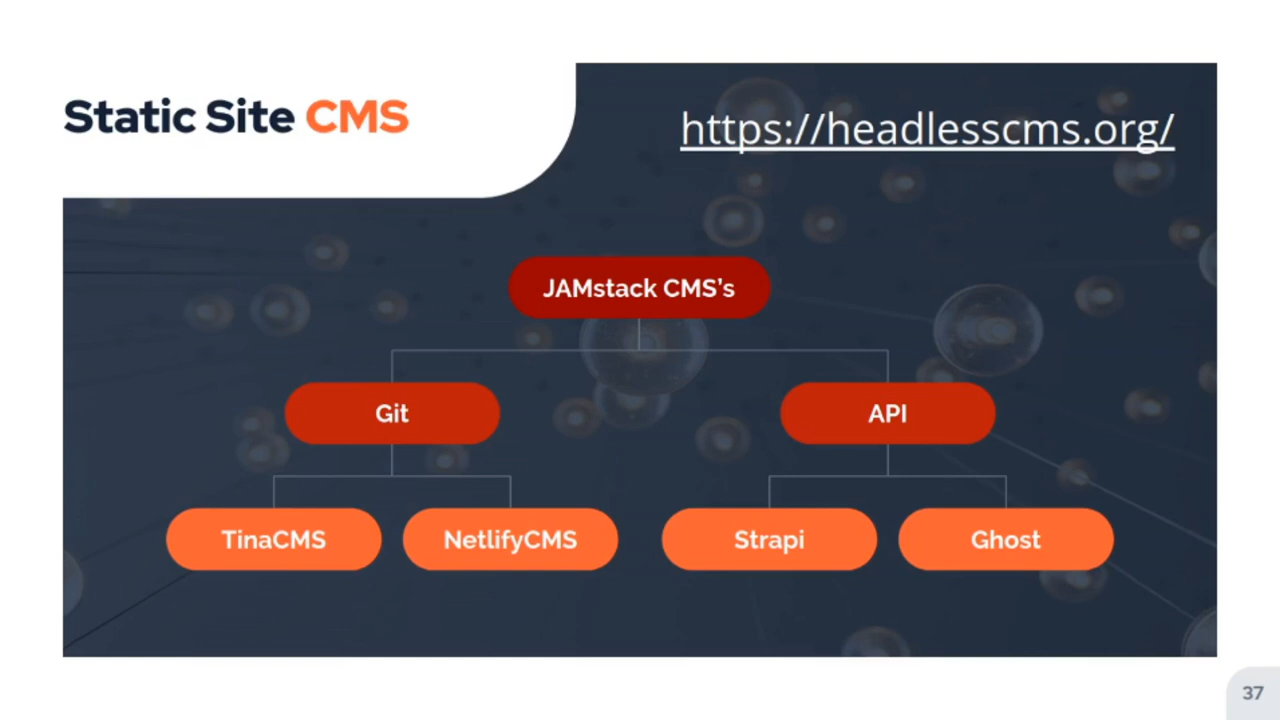 Static Site CMS
https://headlesscms.org/
JAMstack CMS’s
Git
API
TinaCMS
NetlifyCMS
Strapi
Ghost
37